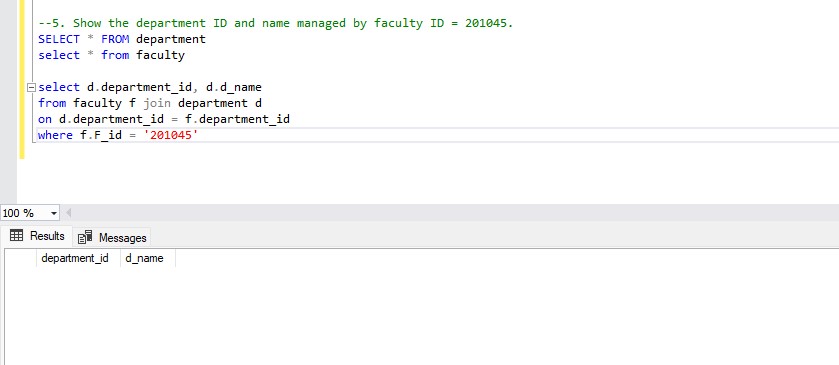 --5. Show the department ID and name managed by faculty ID = 201045.
SELECT * FROM department
select * from faculty
select d.department_id, d.d_name
from faculty f join department d
on d.department_id = f.department_id
where f.F_id = '201045'
100 %
Results Messages
department_id d_name